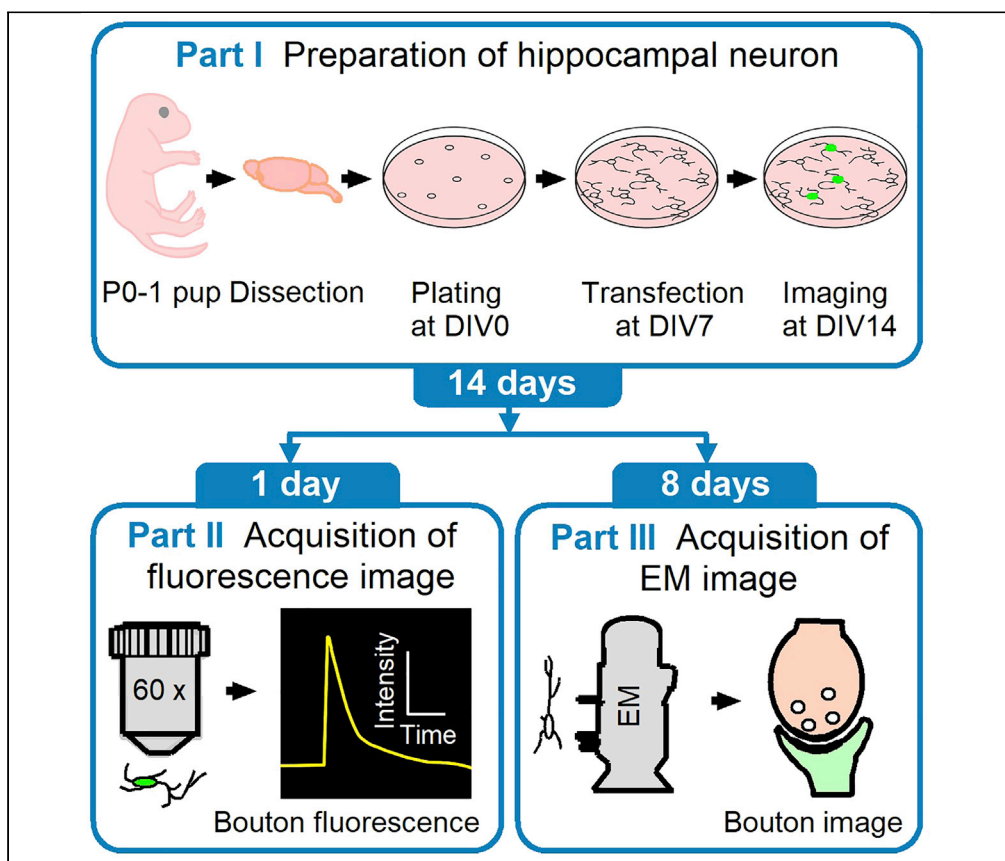 Part I Preparation of hippocampal neuron
P0-1 pup
Dissection
Plating
at DIV0
Transfection
at DIV7
Imaging
at DIV14
14 days
1 day
Part II Acquisition of
fluorescence image
60 x
Intensity
Time
Bouton fluorescence
8 days
Part III Acquisition of
EM image
EM
Bouton image